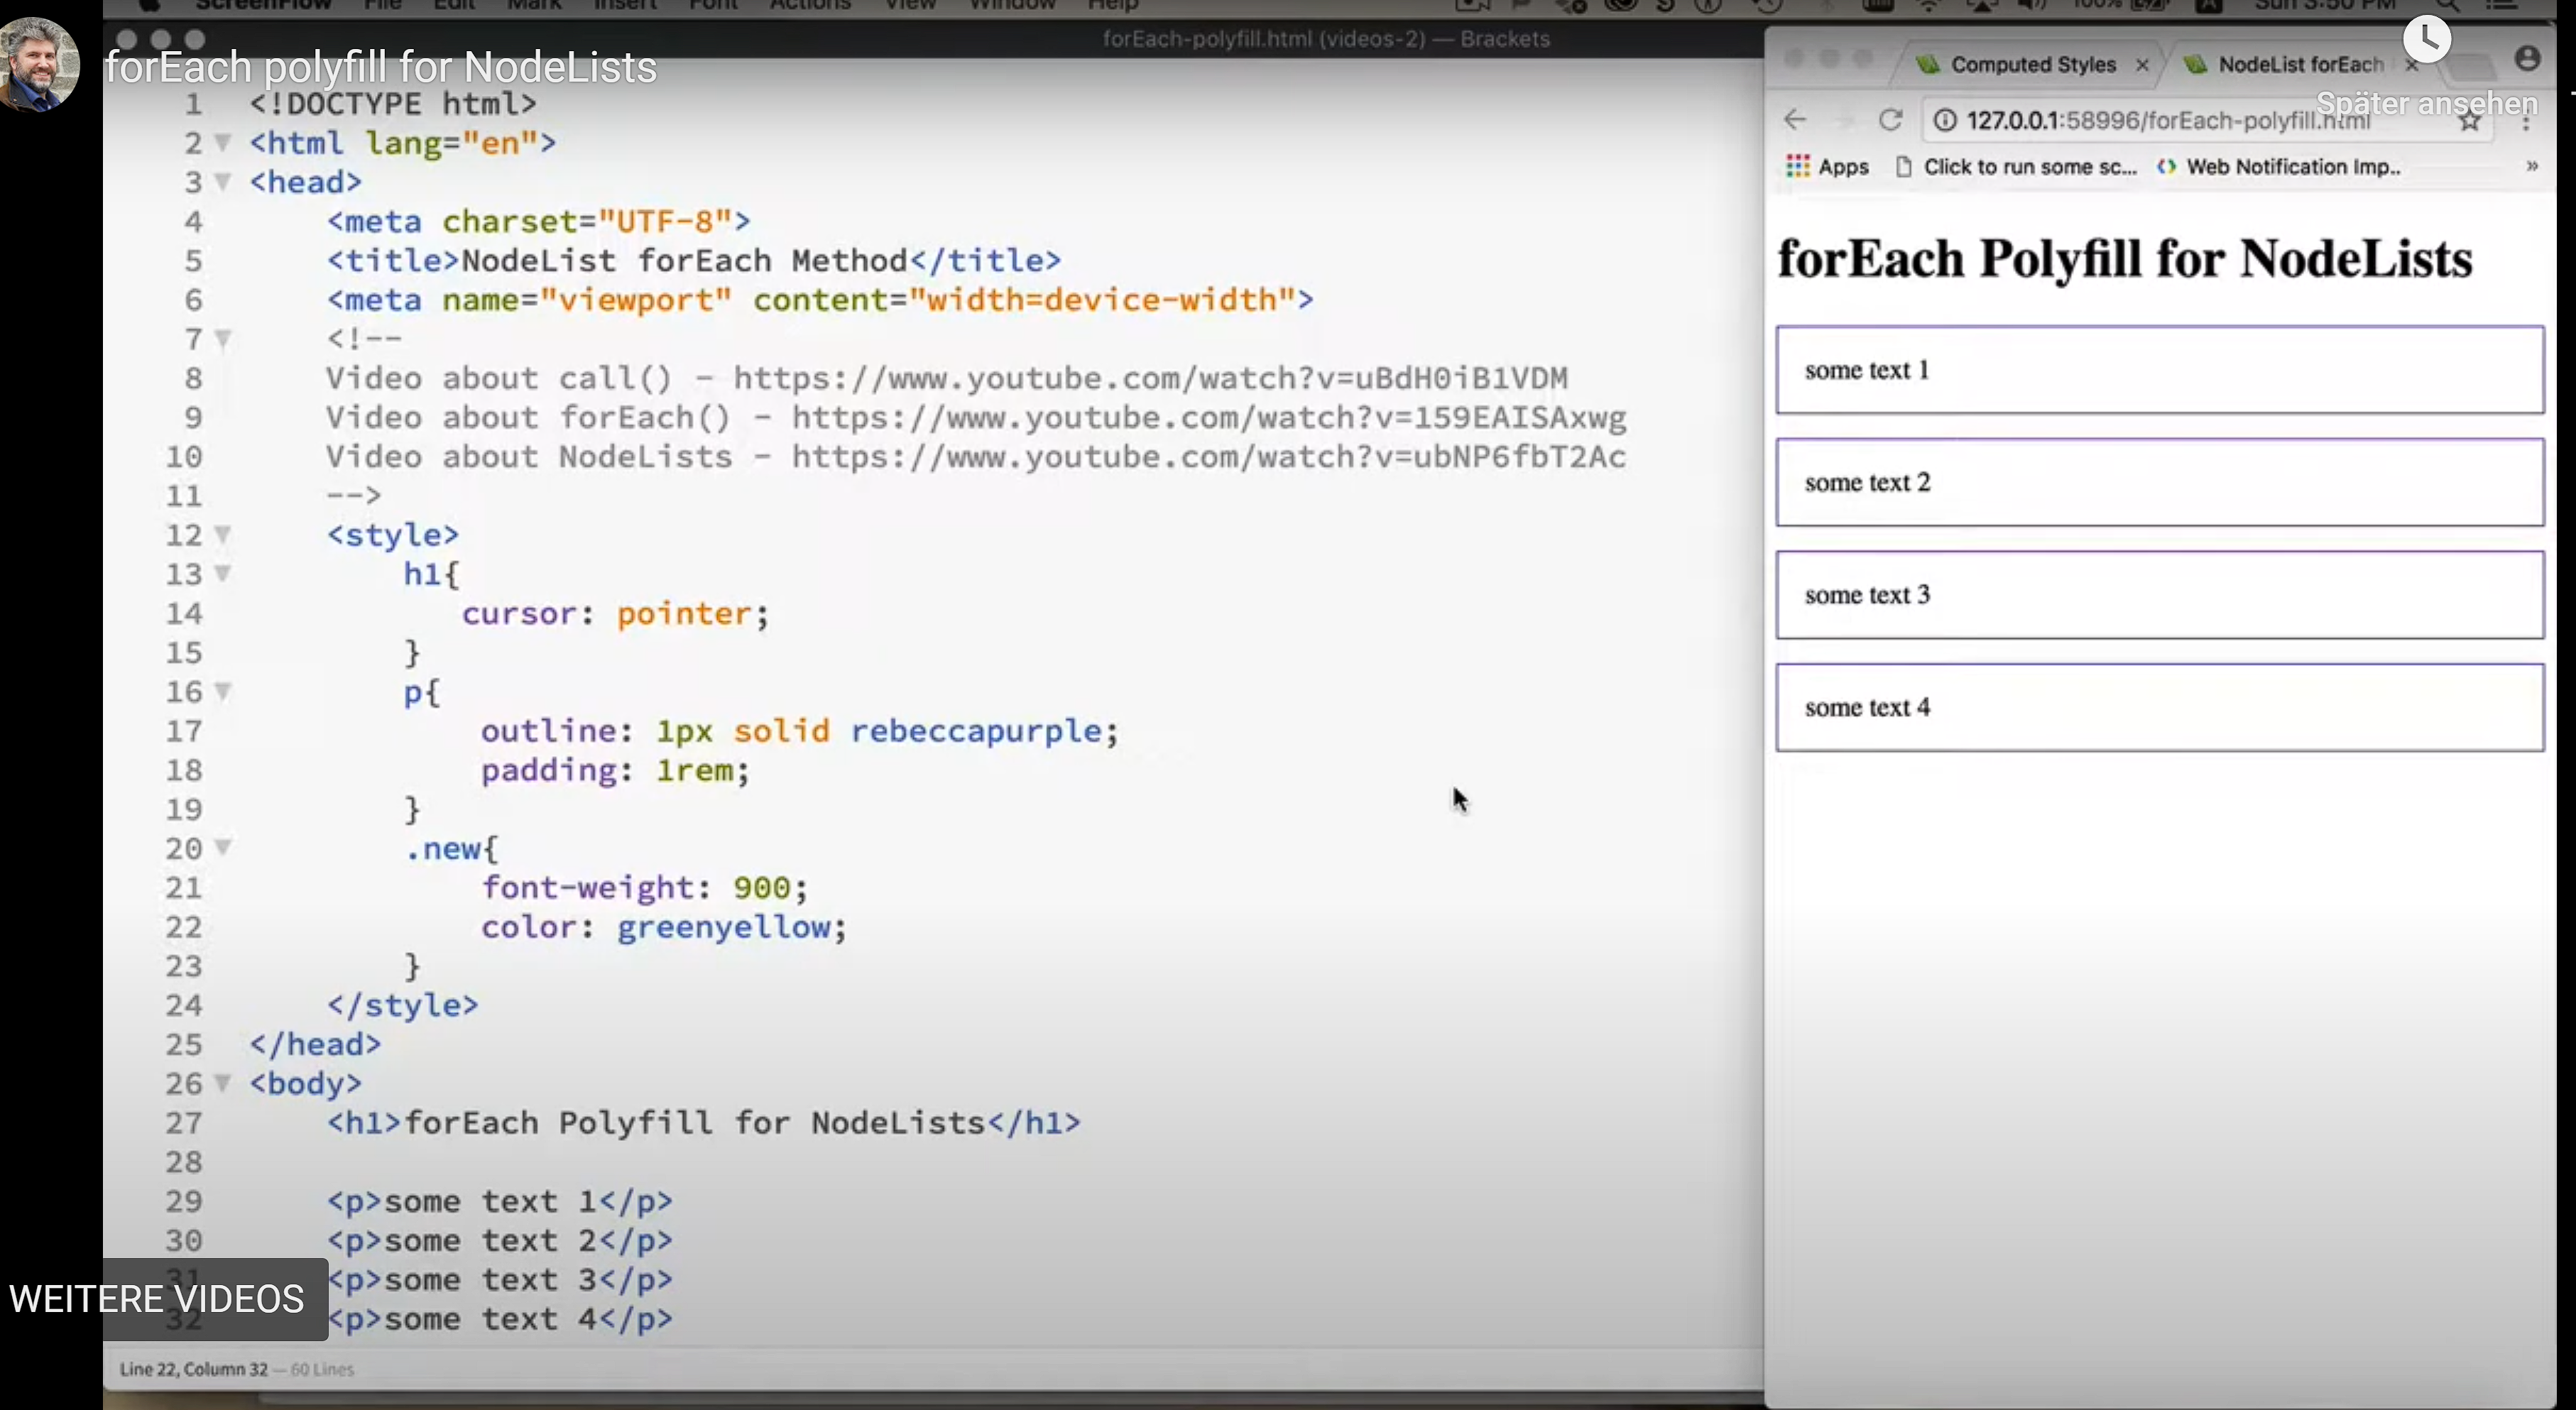 ScreenFlow File Edit Mark Insert Font Actions View Window Help 100% Sun 3:50 PM
forEach-polyfill.html (videos-2) — Brackets
forEach polyfill for NodeLists
Später ansehen
1 <!DOCTYPE html>
2 <html lang="en">
3 <head>
4 <meta charset="UTF-8">
5 <title>NodeList forEach Method</title>
6 <meta name="viewport" content="width=device-width">
7 <!--
8 Video about call() - https://www.youtube.com/watch?v=uBdH0iB1VDM
9 Video about forEach() - https://www.youtube.com/watch?v=159EAISAxwg
10 Video about NodeLists - https://www.youtube.com/watch?v=ubNP6fbT2Ac
11 -->
12 <style>
13 h1{
14 cursor: pointer;
15 }
16 p{
17 outline: 1px solid rebeccapurple;
18 padding: 1rem;
19 }
20 .new{
21 font-weight: 900;
22 color: greenyellow;
23 }
24 </style>
25 </head>
26 <body>
27 <h1>forEach Polyfill for NodeLists</h1>
28
29 <p>some text 1</p>
30 <p>some text 2</p>
31 <p>some text 3</p>
32 <p>some text 4</p>
WEITERE VIDEOS
Line 22, Column 32 — 60 Lines
Computed Styles NodeList forEach
127.0.0.1:58996/forEach-polyfill.html
Apps Click to run some sc... Web Notification Imp.. »
forEach Polyfill for NodeLists
some text 1
some text 2
some text 3
some text 4